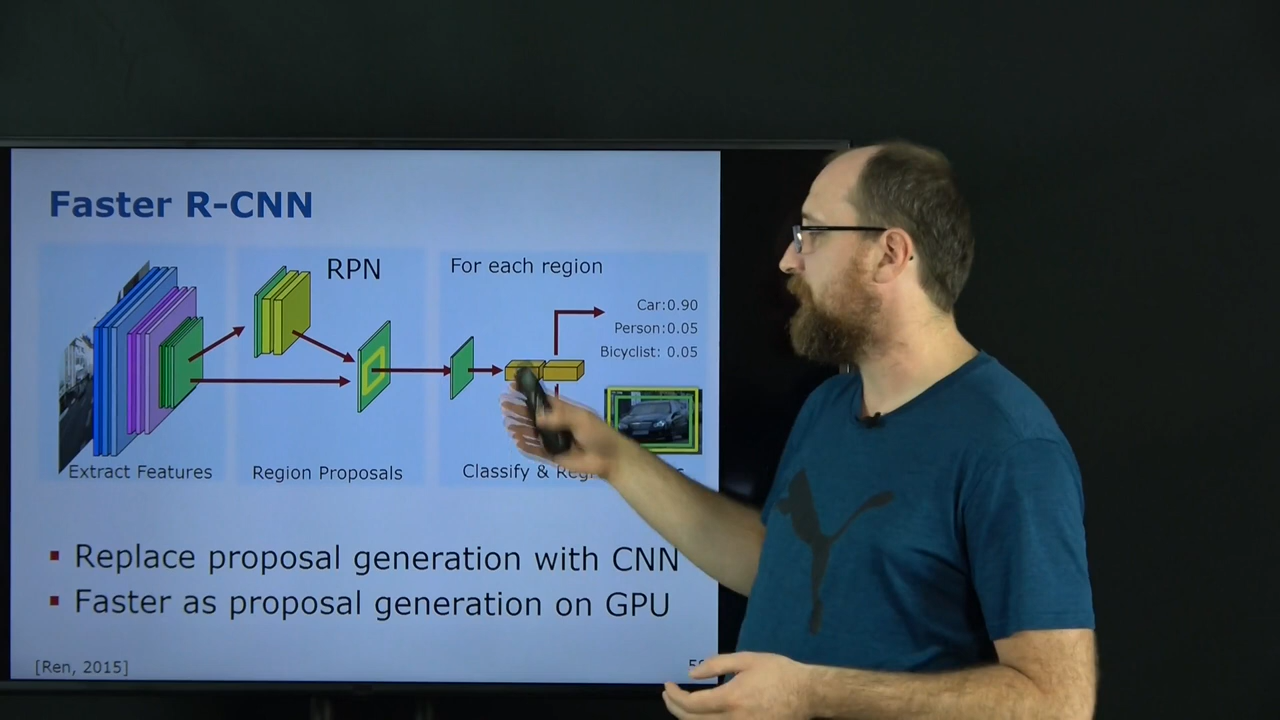 Faster R-CNN
RPN
For each region
Car:0.90
Person:0.05
Bicyclist: 0.05
Extract Features
Region Proposals
Classify &
▪ Replace proposal generation with CNN
▪ Faster as proposal generation on GPU
[Ren, 2015]